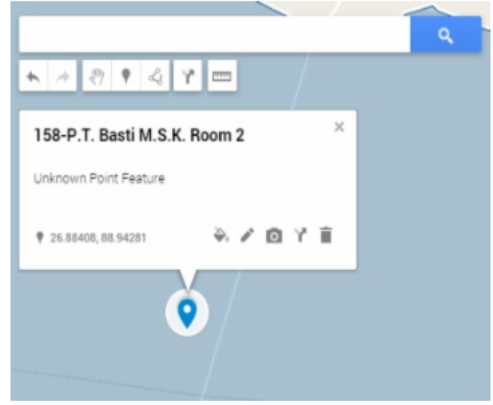 158-P.T. Basti M.S.K. Room 2
Unknown Point Feature
26.88408, 88.94281